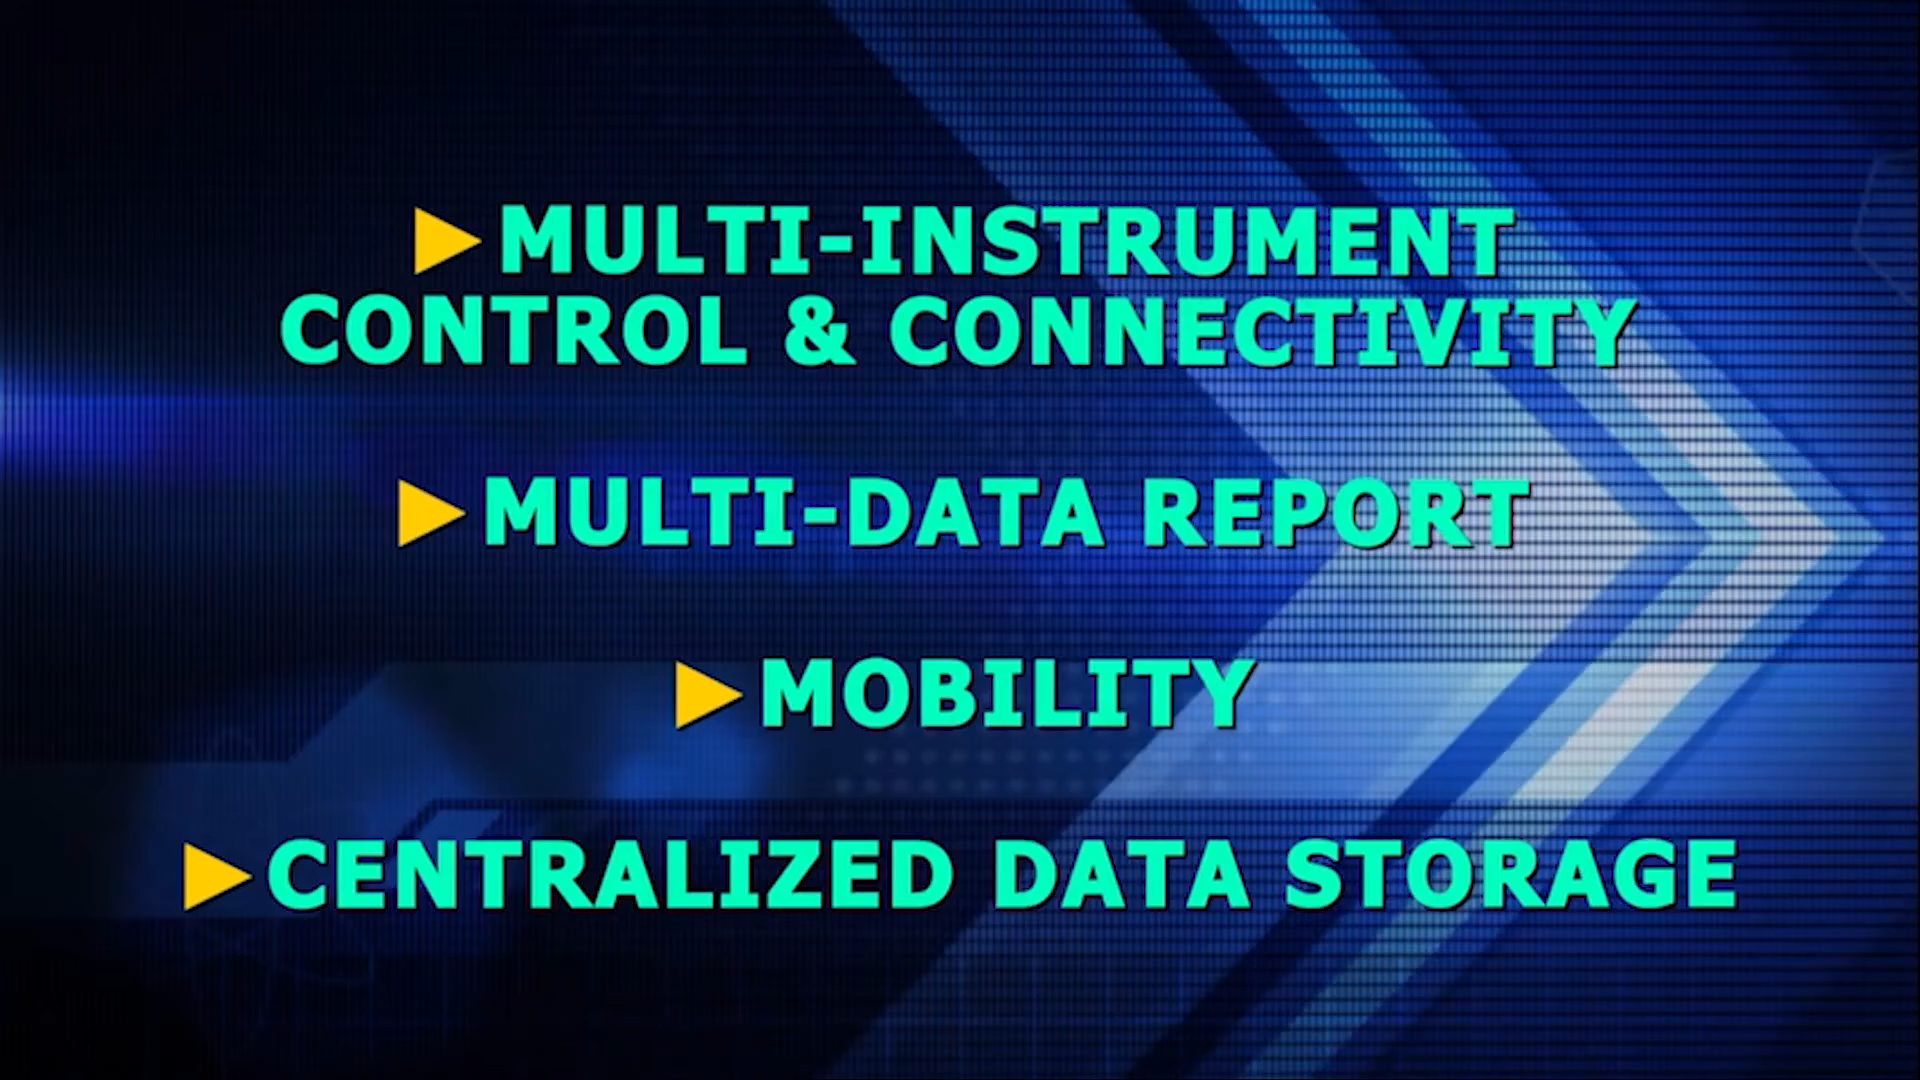 ►MULTI-INSTRUMENT
CONTROL & CONNECTIVITY
►MULTI-DATA REPORT
►MOBILITY
►CENTRALIZED DATA STORAGE